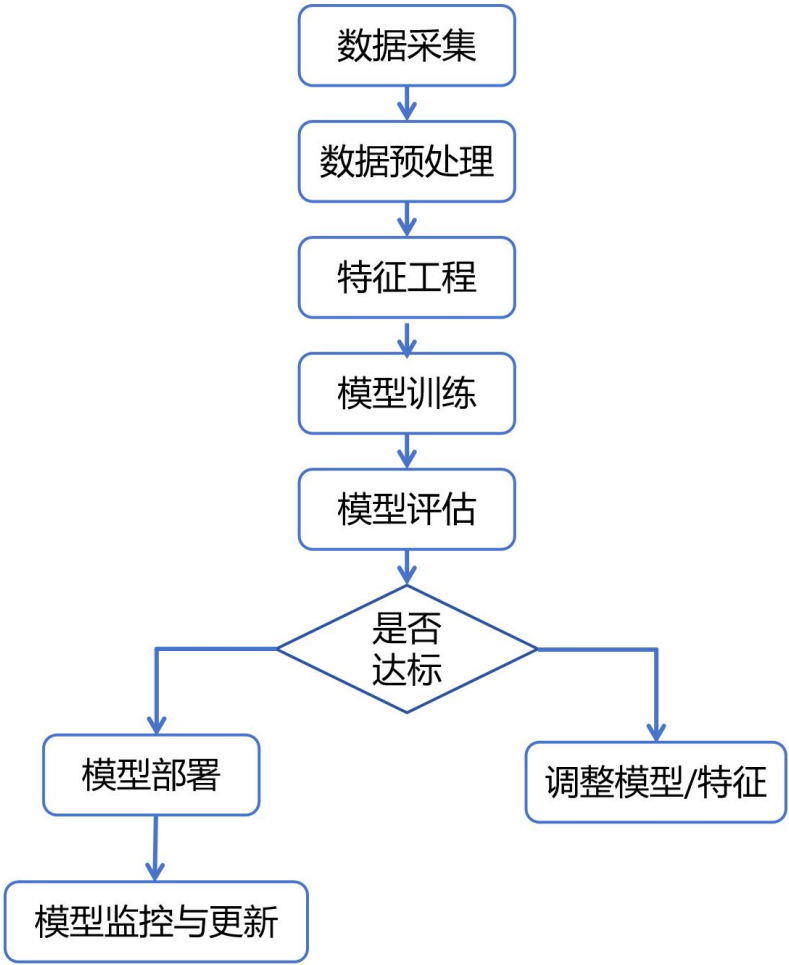 数据采集
数据预处理
特征工程
模型训练
模型评估
是否
达标
模型部署
调整模型/特征
模型监控与更新